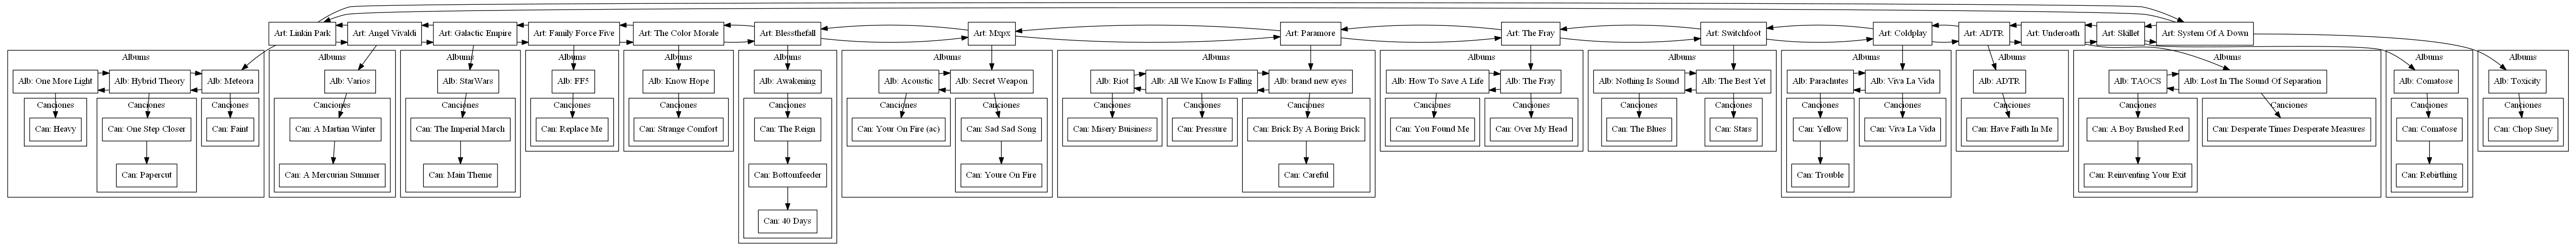 Art: Linkin Park
Art: Angel Vivaldi
Art: Galactic Empire
Art: Family Force Five
Art: The Color Morale
Art: Blessthefall
Art: Mxpx
Art: Paramore
Art: The Fray
Art: Switchfoot
Art: Coldplay
Art: ADTR
Art: Underoath
Art: Skillet
Art: System Of A Down
Albums
Alb: One More Light
Alb: Hybrid Theory
Alb: Meteora
Canciones
Can: Heavy
Canciones
Can: One Step Closer
Can: Papercut
Canciones
Can: Faint
Albums
Alb: Varios
Canciones
Can: A Martian Winter
Can: A Mercurian Summer
Albums
Alb: StarWars
Canciones
Can: The Imperial March
Can: Main Theme
Albums
Alb: FF5
Canciones
Can: Replace Me
Albums
Alb: Know Hope
Canciones
Can: Strange Comfort
Albums
Alb: Awakening
Canciones
Can: The Reign
Can: Bottomfeeder
Can: 40 Days
Albums
Alb: Acoustic
Alb: Secret Weapon
Canciones
Can: Your On Fire (ac)
Canciones
Can: Sad Sad Song
Can: Youre On Fire
Albums
Alb: Riot
Alb: All We Know Is Falling
Alb: brand new eyes
Canciones
Can: Misery Buisiness
Canciones
Can: Pressure
Canciones
Can: Brick By A Boring Brick
Can: Careful
Albums
Alb: How To Save A Life
Alb: The Fray
Canciones
Can: You Found Me
Canciones
Can: Over My Head
Albums
Alb: Nothing Is Sound
Alb: The Best Yet
Canciones
Can: The Blues
Canciones
Can: Stars
Albums
Alb: Parachutes
Alb: Viva La Vida
Canciones
Can: Yellow
Can: Trouble
Canciones
Can: Viva La Vida
Albums
Alb: ADTR
Canciones
Can: Have Faith In Me
Albums
Alb: TAOCS
Alb: Lost In The Sound Of Separation
Canciones
Can: A Boy Brushed Red
Can: Reinventing Your Exit
Canciones
Can: Desperate Times Desperate Measures
Albums
Alb: Comatose
Canciones
Can: Comatose
Can: Rebirthing
Albums
Alb: Toxicity
Canciones
Can: Chop Suey